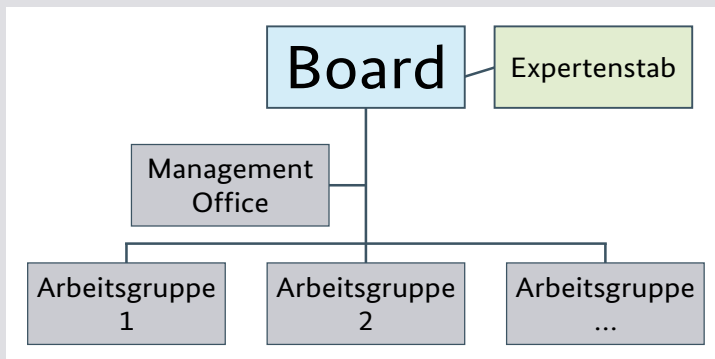 Board
Expertenstab
Management
Office
Arbeitsgruppe
1
Arbeitsgruppe
2
Arbeitsgruppe
...